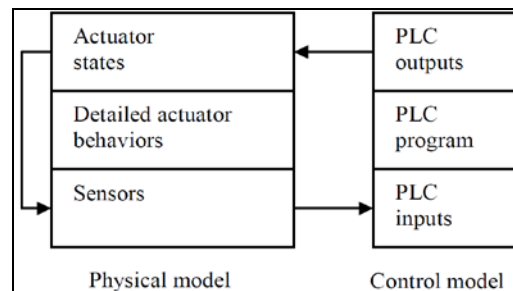 Actuator
states
Detailed actuator
behaviors
Sensors
PLC
outputs
PLC
program
PLC
inputs
Physical model
Control model